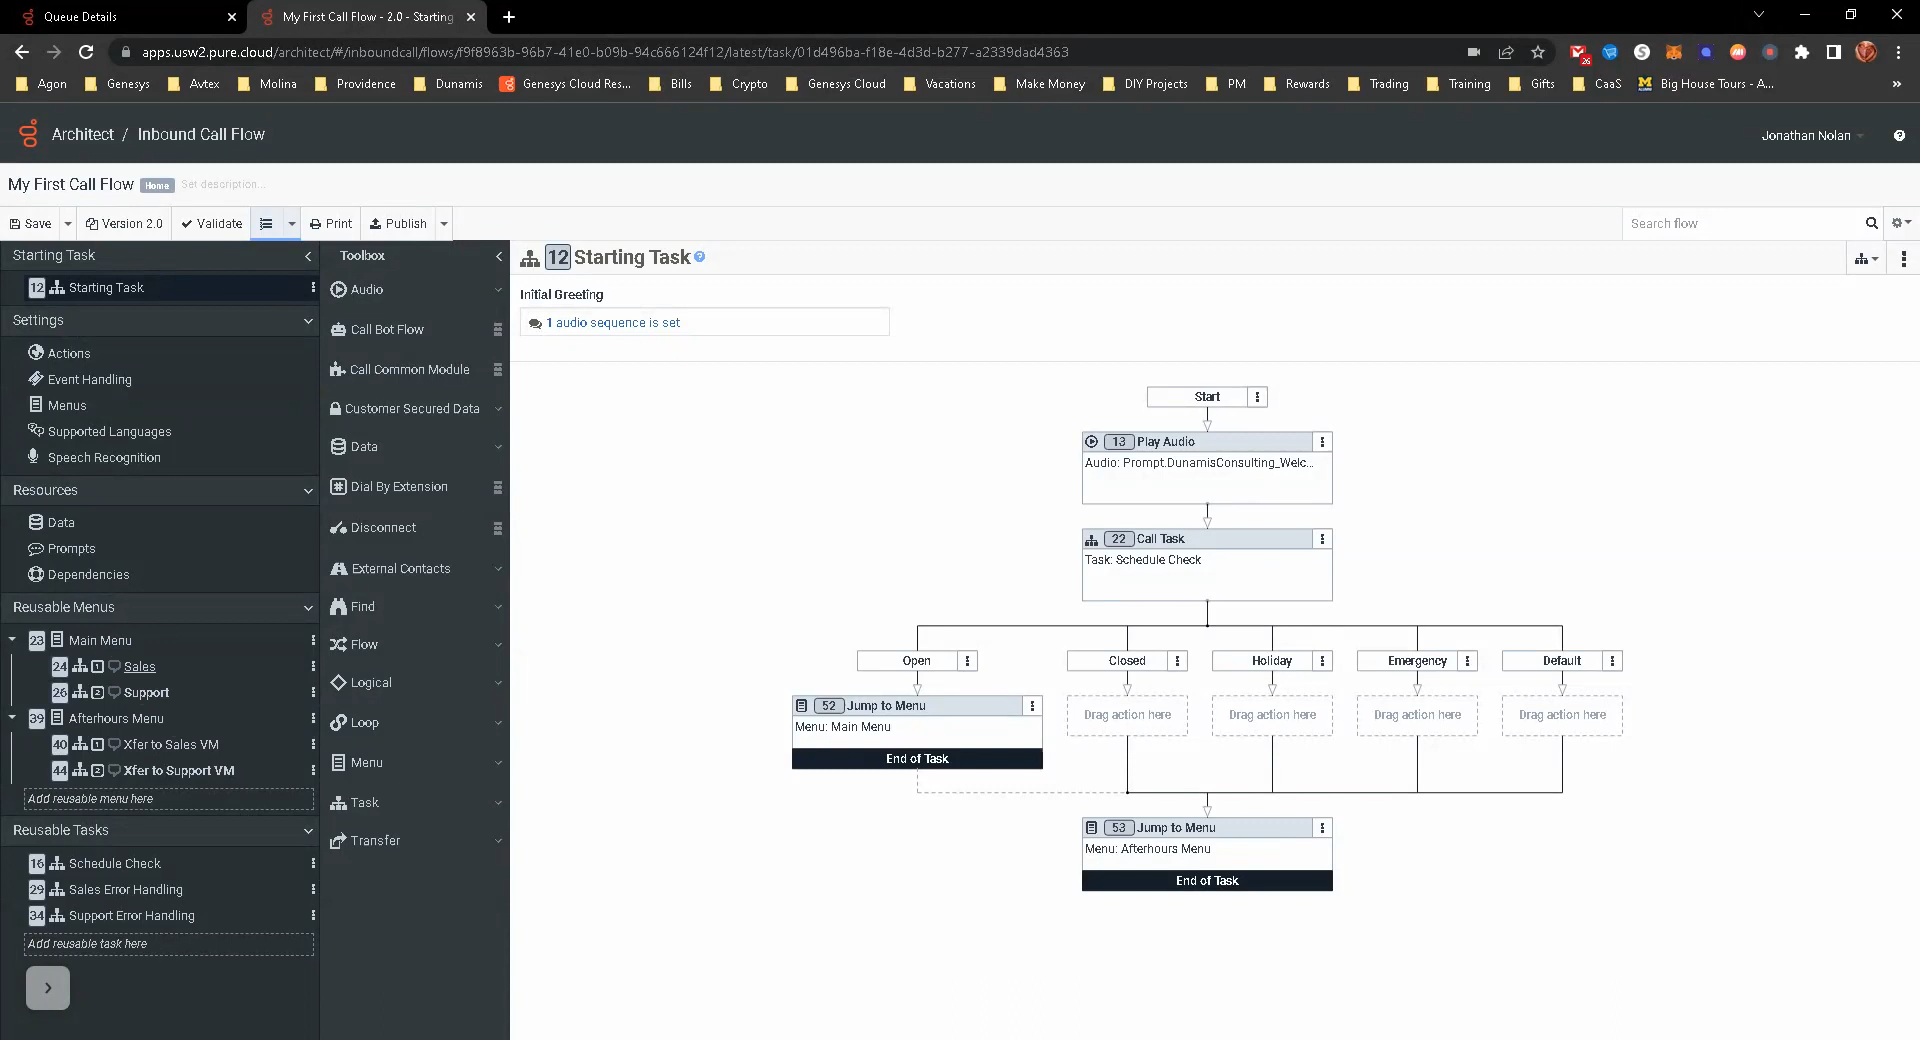 Queue Details
My First Call Flow - 2.0 - Starting
apps.usw2.pure.cloud/architect/#/inboundcall/flows/f9f8963b-96b7-41e0-b09b-94c666124f12/latest/task/01d496ba-f18e-4d3d-b277-a2339dad4363
26
Agon
Genesys
Avtex
Molina
Providence
Dunamis
Genesys Cloud Res...
Bills
Crypto
Genesys Cloud
Vacations
Make Money
DIY Projects
PM
Rewards
Trading
Training
Gifts
CaaS
Big House Tours - A...
Architect / Inbound Call Flow
Jonathan Nolan
My First Call Flow Home Set description...
Save
Version 2.0
Validate
Print
Publish
Search flow
Starting Task
12 Starting Task
Settings
Actions
Event Handling
Menus
Supported Languages
Speech Recognition
Resources
Data
Prompts
Dependencies
Reusable Menus
23 Main Menu
24 1 Sales
26 2 Support
39 Afterhours Menu
40 1 Xfer to Sales VM
44 2 Xfer to Support VM
Add reusable menu here
Reusable Tasks
16 Schedule Check
29 Sales Error Handling
34 Support Error Handling
Add reusable task here
Toolbox
Audio
Call Bot Flow
Call Common Module
Customer Secured Data
Data
Dial By Extension
Disconnect
External Contacts
Find
Flow
Logical
Loop
Menu
Task
Transfer
12 Starting Task
Initial Greeting
1 audio sequence is set
Start
13 Play Audio
Audio: Prompt.DunamisConsulting_Welc...
22 Call Task
Task: Schedule Check
Open
Closed
Holiday
Emergency
Default
52 Jump to Menu
Menu: Main Menu
End of Task
Drag action here
Drag action here
Drag action here
Drag action here
53 Jump to Menu
Menu: Afterhours Menu
End of Task